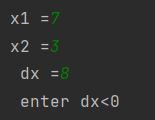 x1 =7
x2 =3
 dx =8
 enter dx<0